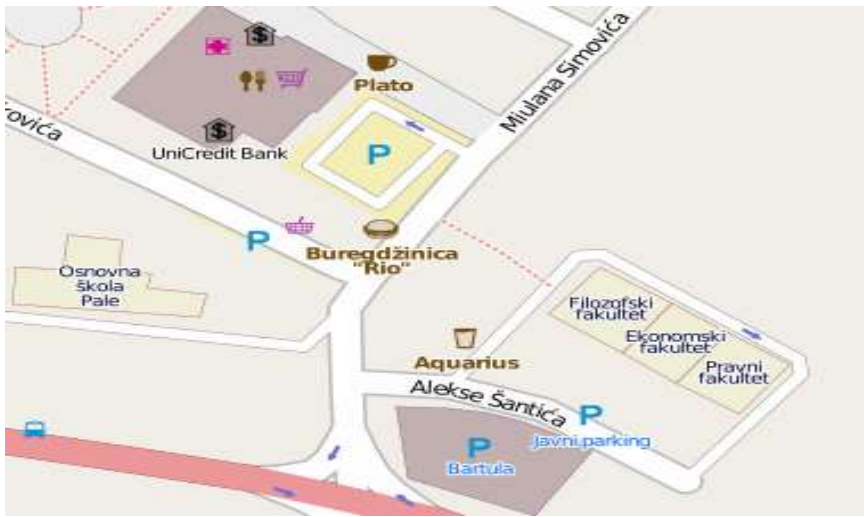 Plato
Miulana Simovića
ovića
UniCredit Bank
P
P
Buregdžinica
"Rio"
Osnovna
škola
Pale
Filozofski
fakultet
Ekonomski
fakultet
Pravni
fakultet
Aquarius
Alekse Šantića
P
Javni parking
P
Bartula